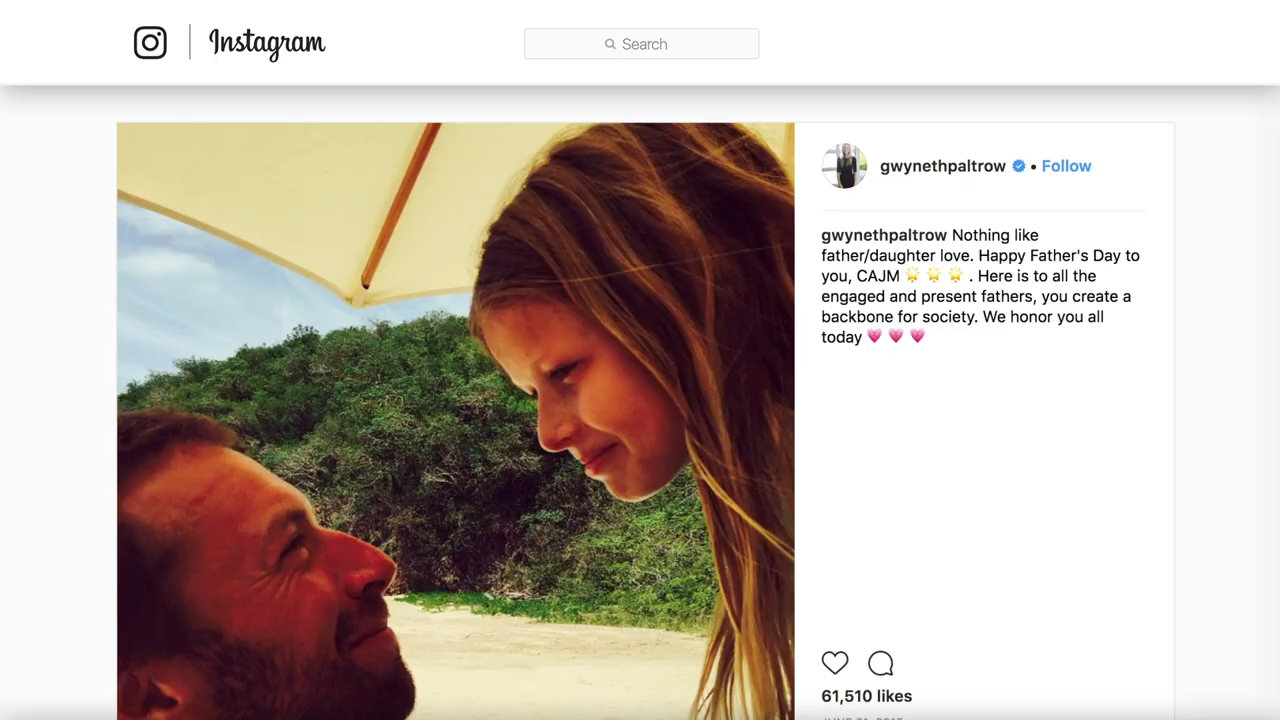 Instagram
Search
gwynethpaltrow • Follow
gwynethpaltrow Nothing like
father/daughter love. Happy Father's Day to
you, CAJM 🌟 🌟 🌟 . Here is to all the
engaged and present fathers, you create a
backbone for society. We honor you all
today 💗 💗 💗
61,510 likes